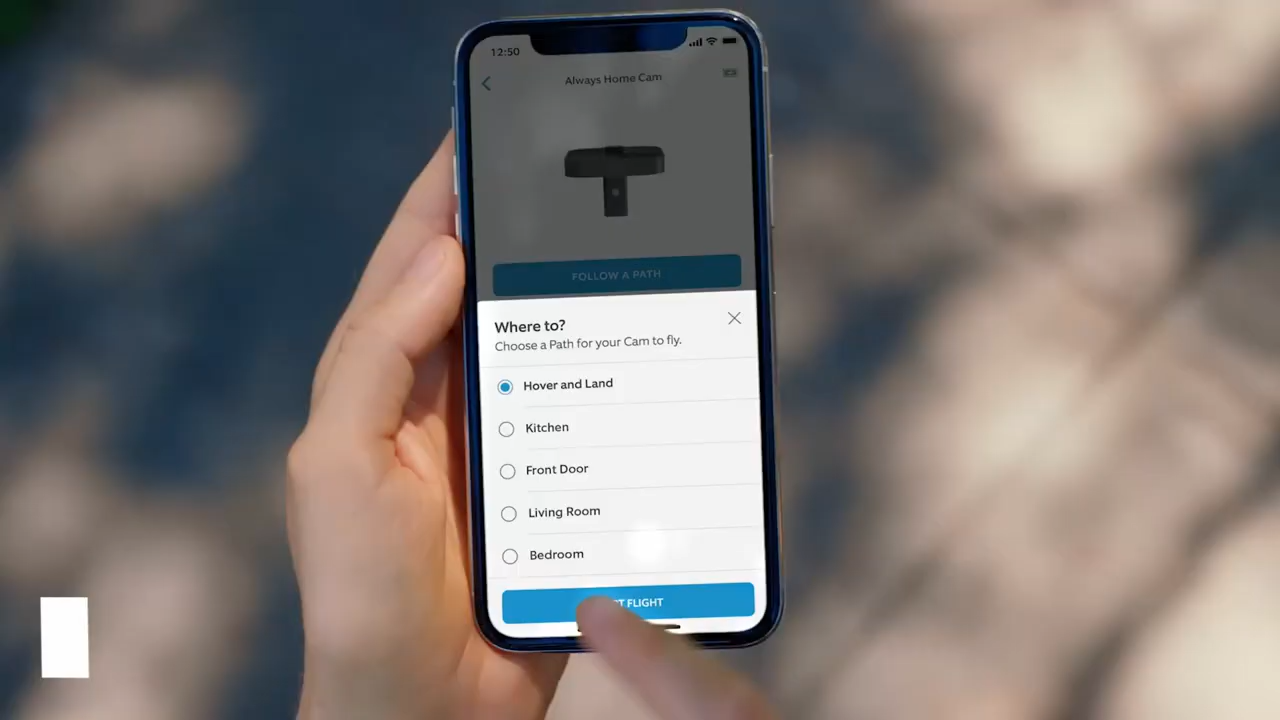 12:50
Always Home Cam
FOLLOW A PATH
Where to?
Choose a Path for your Cam to fly.
Hover and Land
Kitchen
Front Door
Living Room
Bedroom
FLIGHT